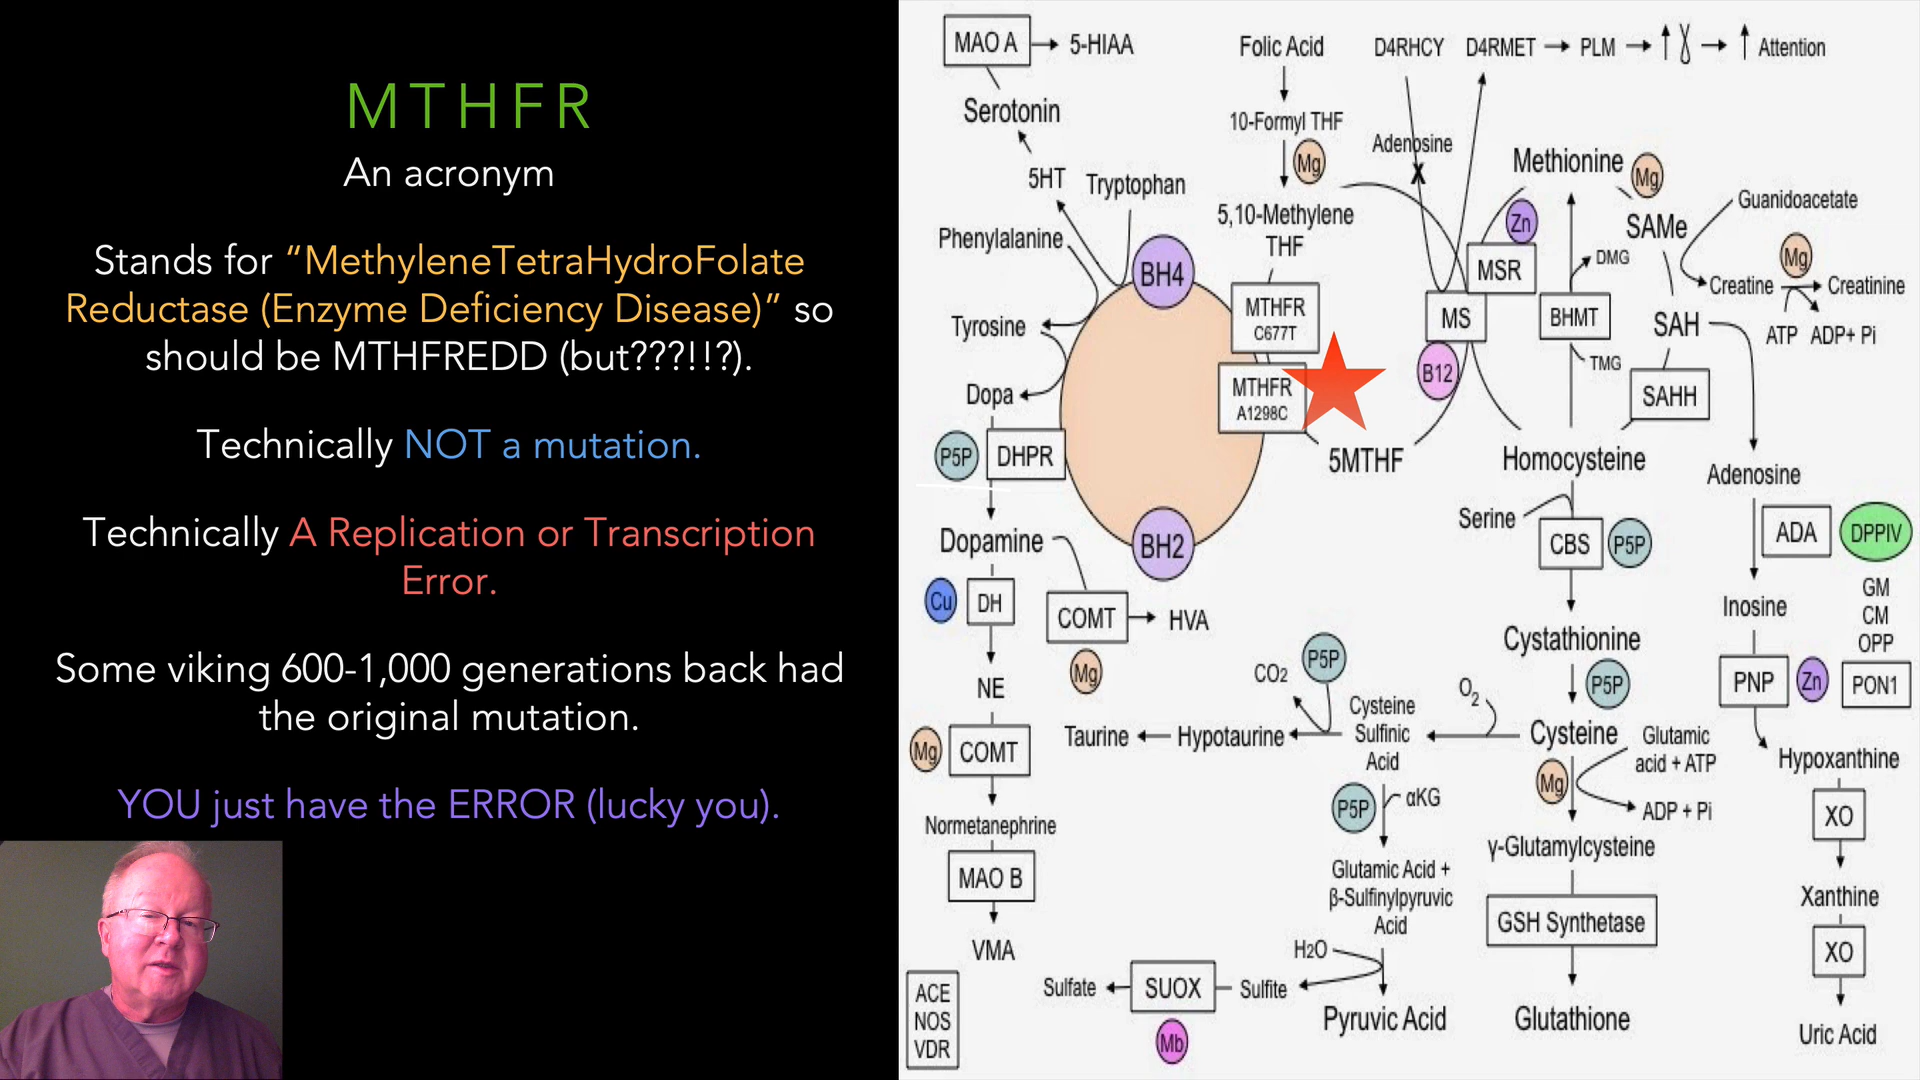 MTHFR
An acronym
Stands for “MethyleneTetraHydroFolate
Reductase (Enzyme Deficiency Disease)” so
should be MTHFREDD (but???!!?).
Technically NOT a mutation.
Technically A Replication or Transcription
Error.
Some viking 600-1,000 generations back had
the original mutation.
YOU just have the ERROR (lucky you).
MAO A
5-HIAA
Serotonin
5HT
Tryptophan
Phenylalanine
BH4
Tyrosine
Dopa
P5P
DHPR
BH2
Dopamine
Cu
DH
COMT
HVA
Mg
NE
Mg
COMT
Normetanephrine
MAO B
VMA
ACE
NOS
VDR
Folic Acid
10-Formyl THF
Mg
5,10-Methylene
THF
MTHFR
C677T
MTHFR
A1298C
5MTHF
D4RHCY
D4RMET
PLM
Attention
Adenosine
X
Methionine
Mg
Zn
MSR
MS
B12
SAMe
Guanidoacetate
Mg
Creatine
Creatinine
ATP
ADP+ Pi
DMG
BHMT
TMG
SAH
SAHH
Homocysteine
Adenosine
Serine
CBS
P5P
ADA
DPPIV
Inosine
GM
CM
OPP
PNP
Zn
PON1
Cystathionine
P5P
Cysteine
O2
Cysteine
Sulfinic
Acid
P5P
CO2
Hypotaurine
Taurine
Glutamic
acid + ATP
Mg
ADP + Pi
γ-Glutamylcysteine
GSH Synthetase
Glutathione
P5P
αKG
Glutamic Acid +
β-Sulfinylpyruvic
Acid
H2O
Sulfite
SUOX
Sulfate
Mb
Pyruvic Acid
Hypoxanthine
XO
Xanthine
XO
Uric Acid